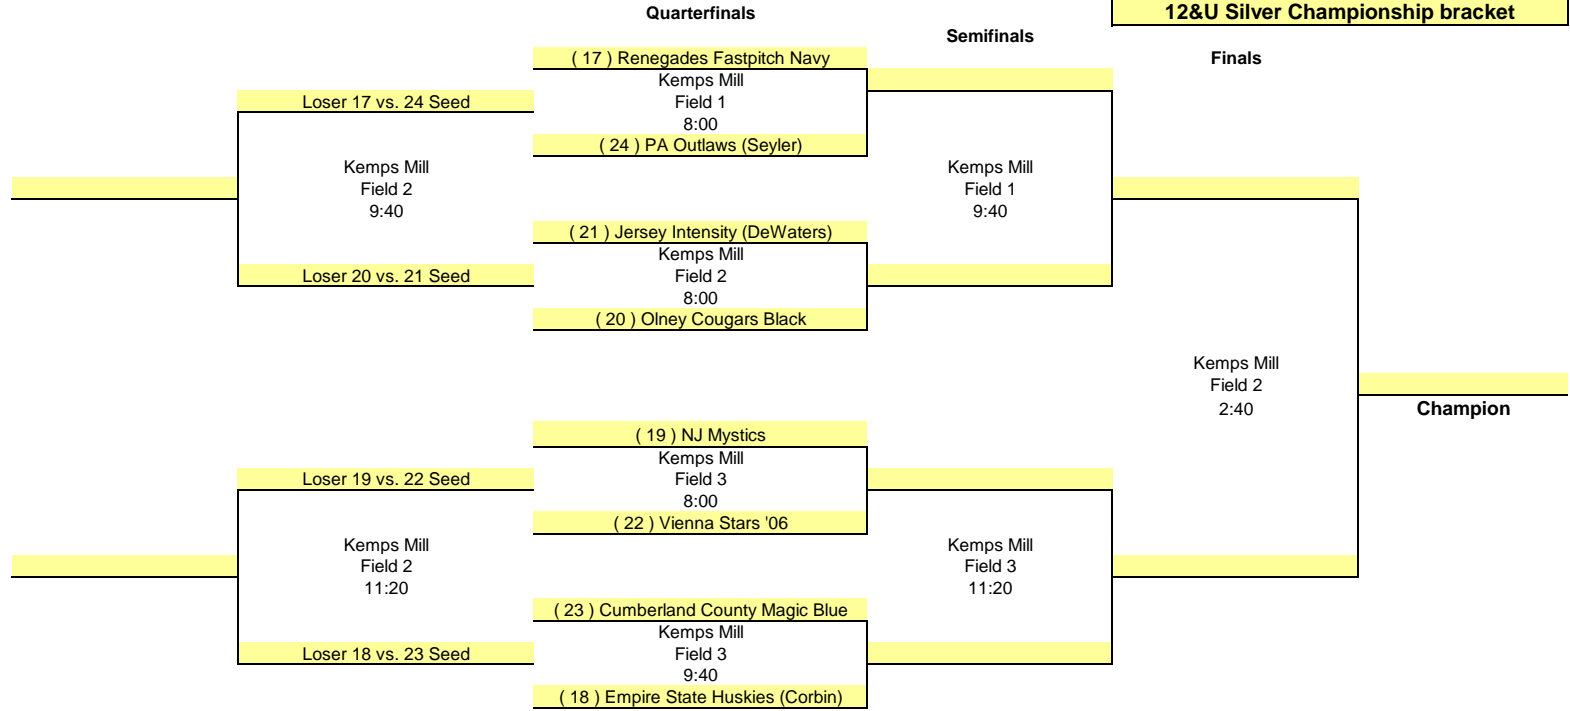 12&U Silver Championship bracket
Quarterfinals
Semifinals
Finals
( 17 ) Renegades Fastpitch Navy
Kemps Mill
Field 1
8:00
( 24 ) PA Outlaws (Seyler)
Loser 17 vs. 24 Seed
Kemps Mill
Field 2
9:40
Loser 20 vs. 21 Seed
Kemps Mill
Field 1
9:40
( 21 ) Jersey Intensity (DeWaters)
Kemps Mill
Field 2
8:00
( 20 ) Olney Cougars Black
Kemps Mill
Field 2
2:40
Champion
( 19 ) NJ Mystics
Kemps Mill
Field 3
8:00
( 22 ) Vienna Stars '06
Loser 19 vs. 22 Seed
Kemps Mill
Field 2
11:20
Loser 18 vs. 23 Seed
Kemps Mill
Field 3
11:20
( 23 ) Cumberland County Magic Blue
Kemps Mill
Field 3
9:40
( 18 ) Empire State Huskies (Corbin)